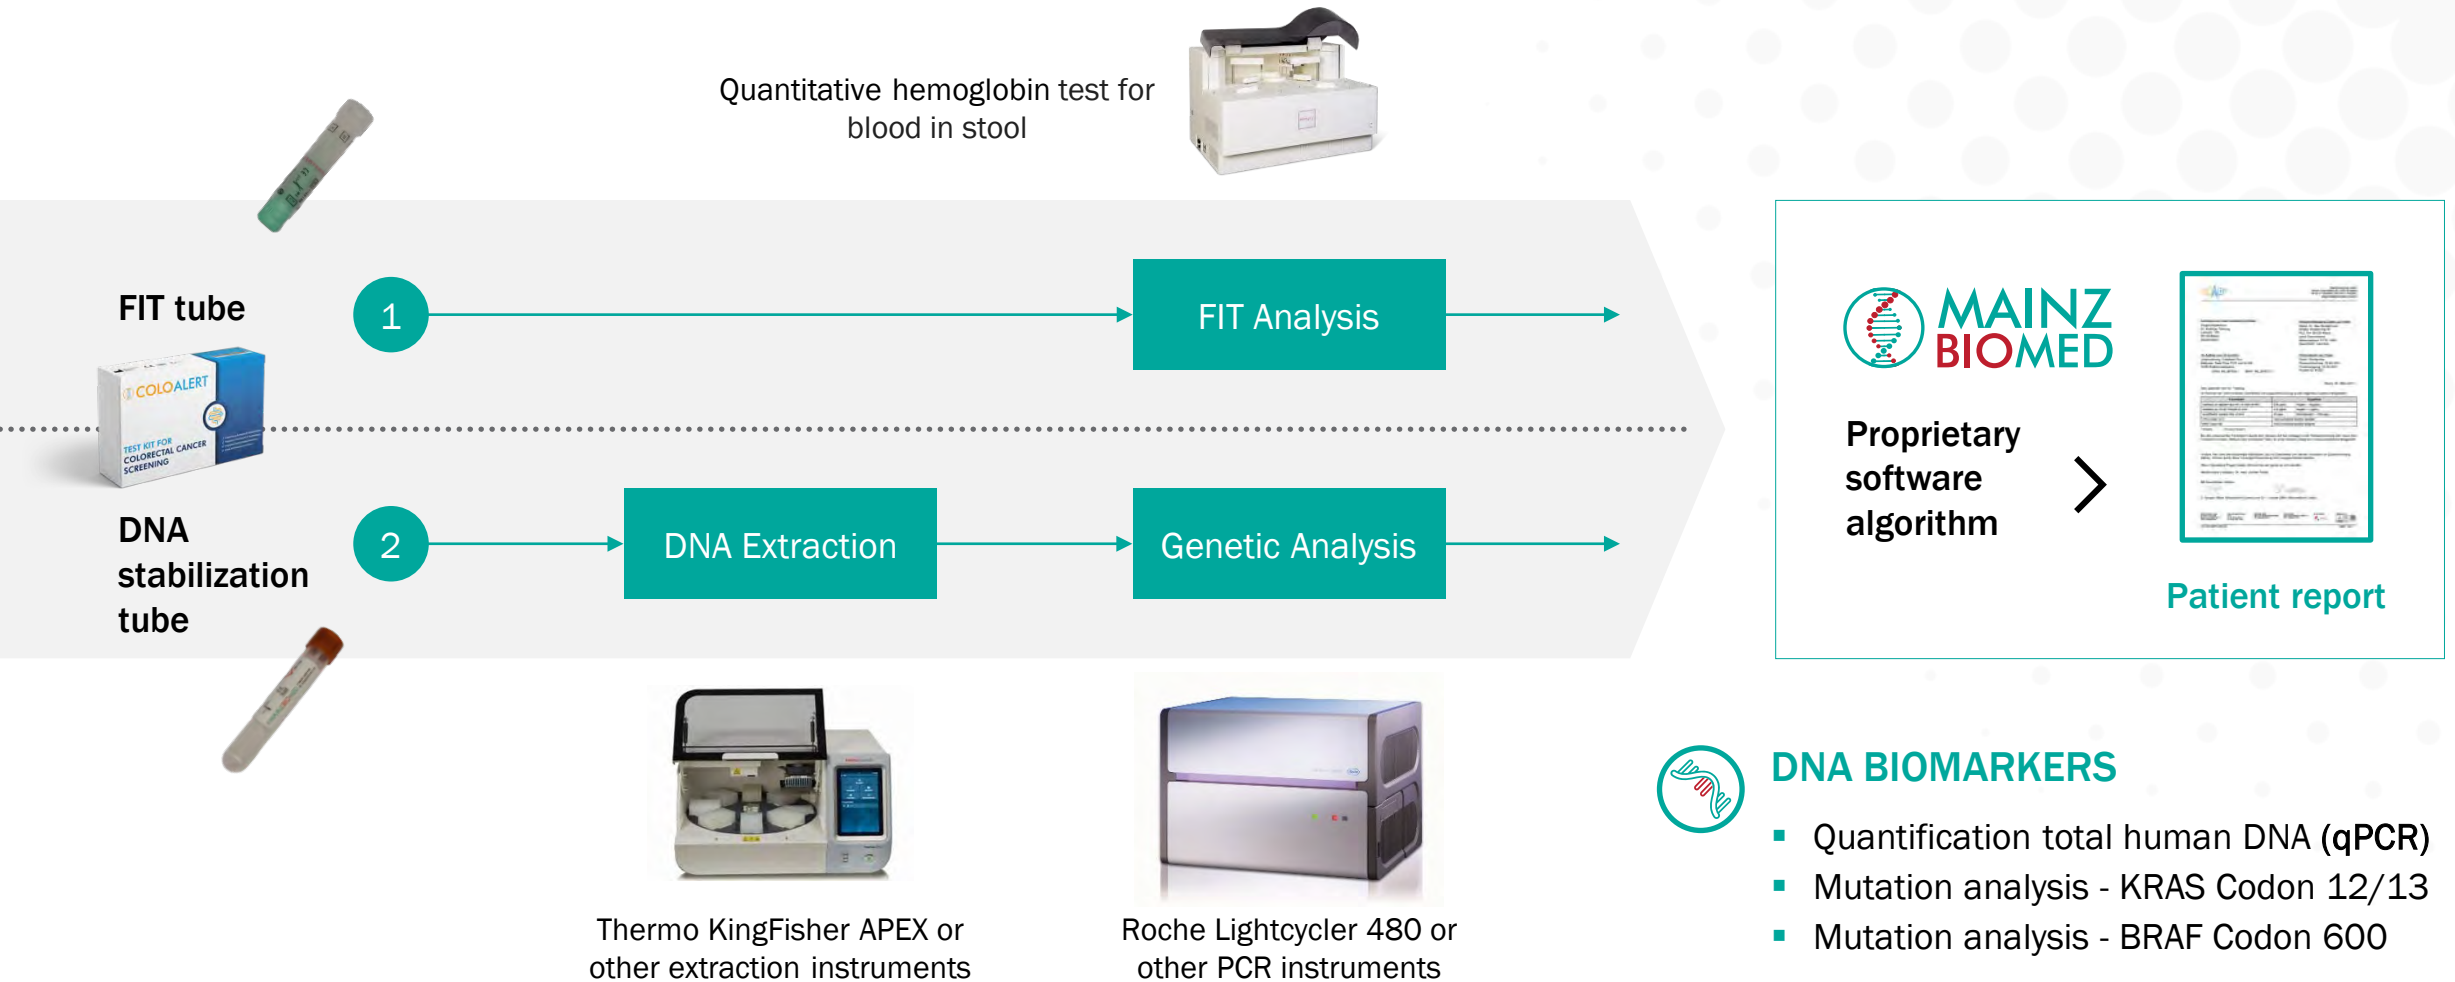 Quantitative hemoglobin test for
blood in stool
FIT tube
1
FIT Analysis
COLOALERT
TEST KIT FOR
COLORECTAL CANCER
SCREENING
DNA
stabilization
tube
2
DNA Extraction
Genetic Analysis
Thermo KingFisher APEX or
other extraction instruments
Roche Lightcycler 480 or
other PCR instruments
MAINZ
BIOMED
Proprietary
software
algorithm
Patient report
DNA BIOMARKERS
▪ Quantification total human DNA (qPCR)
▪ Mutation analysis - KRAS Codon 12/13
▪ Mutation analysis - BRAF Codon 600